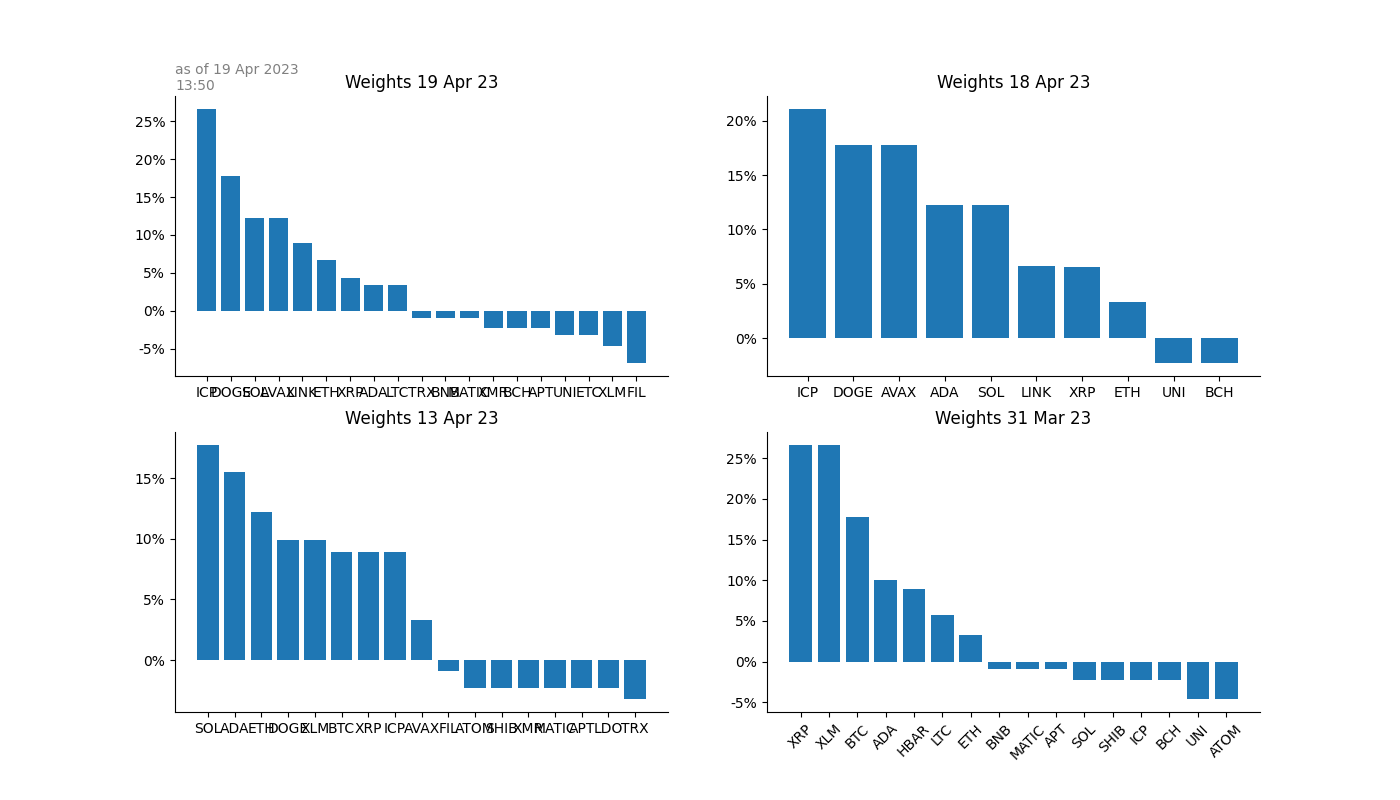 as of 19 Apr 2023
13:50
Weights 19 Apr 23
25%
20%
15%
10%
5%
0%
-5%
ICP DOGE SOL AVAX LINK ETH XRP ADA LTC TRX BNB MATIC XMR BCH APT UNI ETC XLM FIL
Weights 18 Apr 23
20%
15%
10%
5%
0%
ICP DOGE AVAX ADA SOL LINK XRP ETH UNI BCH
Weights 13 Apr 23
15%
10%
5%
0%
SOL ADA ETH DOGE XLM BTC XRP ICP AVAX FIL ATOM SHIB XMR MATIC APT LDO TRX
Weights 31 Mar 23
25%
20%
15%
10%
5%
0%
-5%
XRP XLM BTC ADA HBAR LTC ETH BNB MATIC APT SOL SHIB ICP BCH UNI ATOM